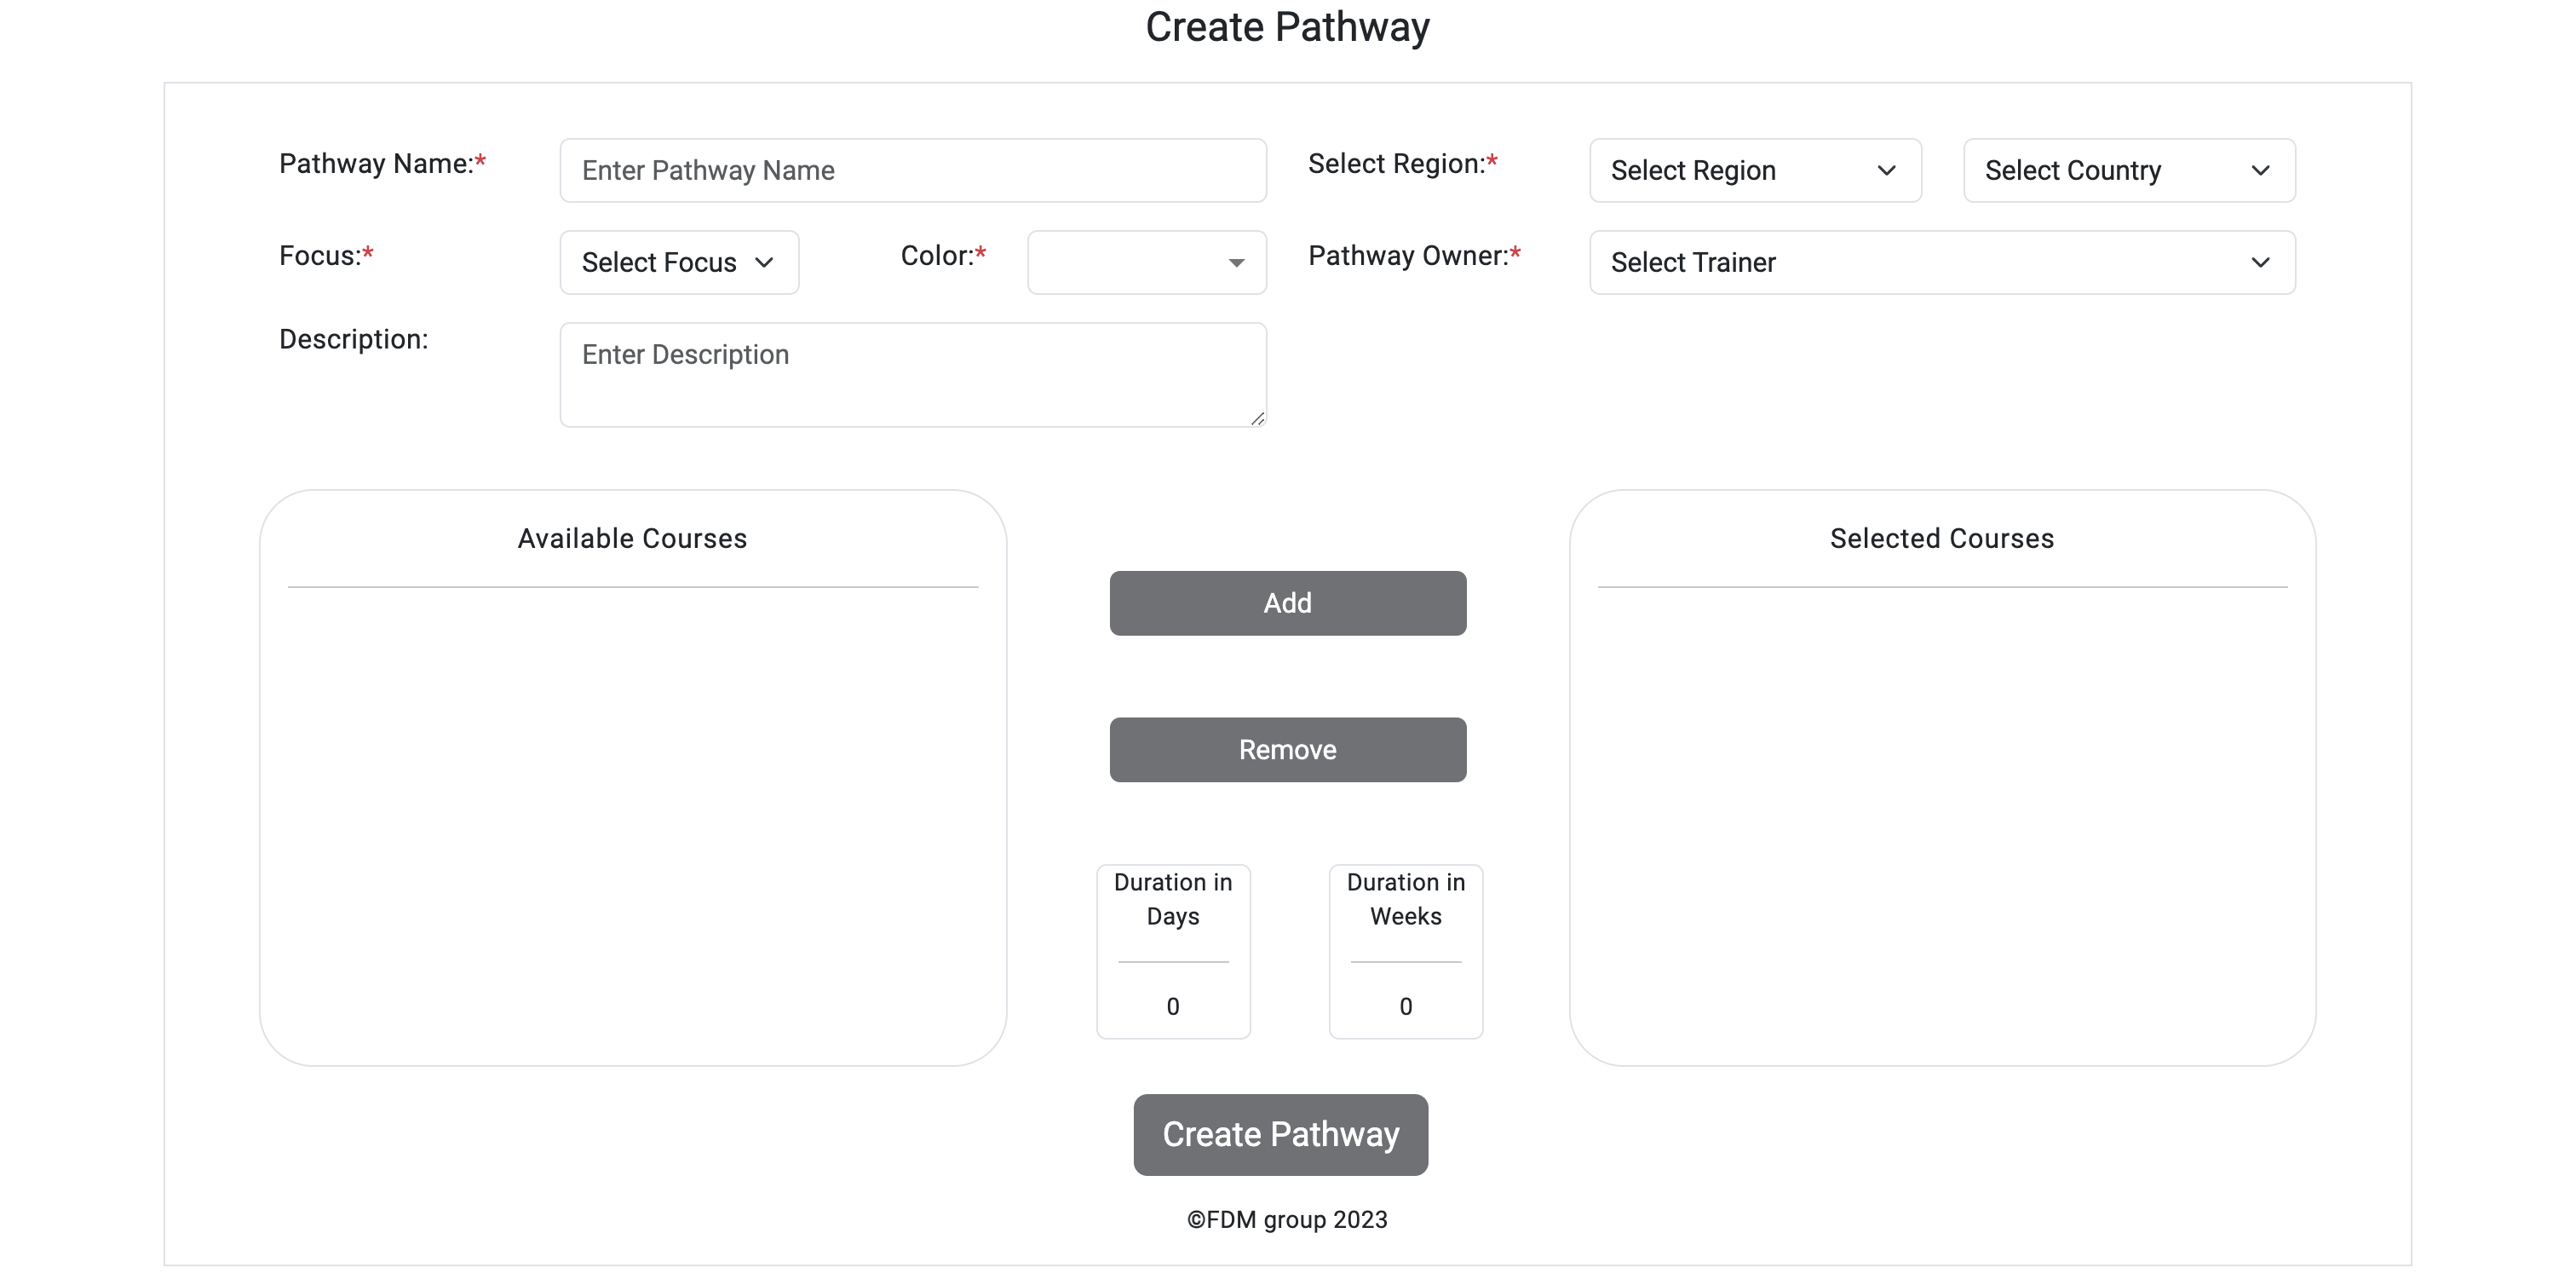 Create Pathway
Pathway Name:*
Enter Pathway Name
Select Region:*
Select Region
Select Country
Focus:*
Select Focus
Color:*
Pathway Owner:*
Select Trainer
Description:
Enter Description
Available Courses
Add
Remove
Duration in
Days
0
Duration in
Weeks
0
Selected Courses
Create Pathway
©FDM group 2023